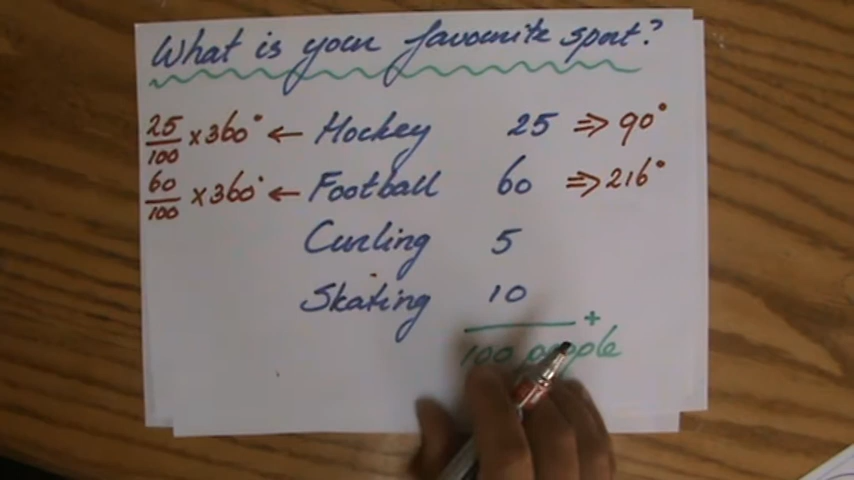 What is your favourite sport?
25/100 x 360° ← Hockey 25 ⇒ 90°
60/100 x 360° ← Football 60 ⇒ 216°
Curling 5
Skating 10
+
100 people